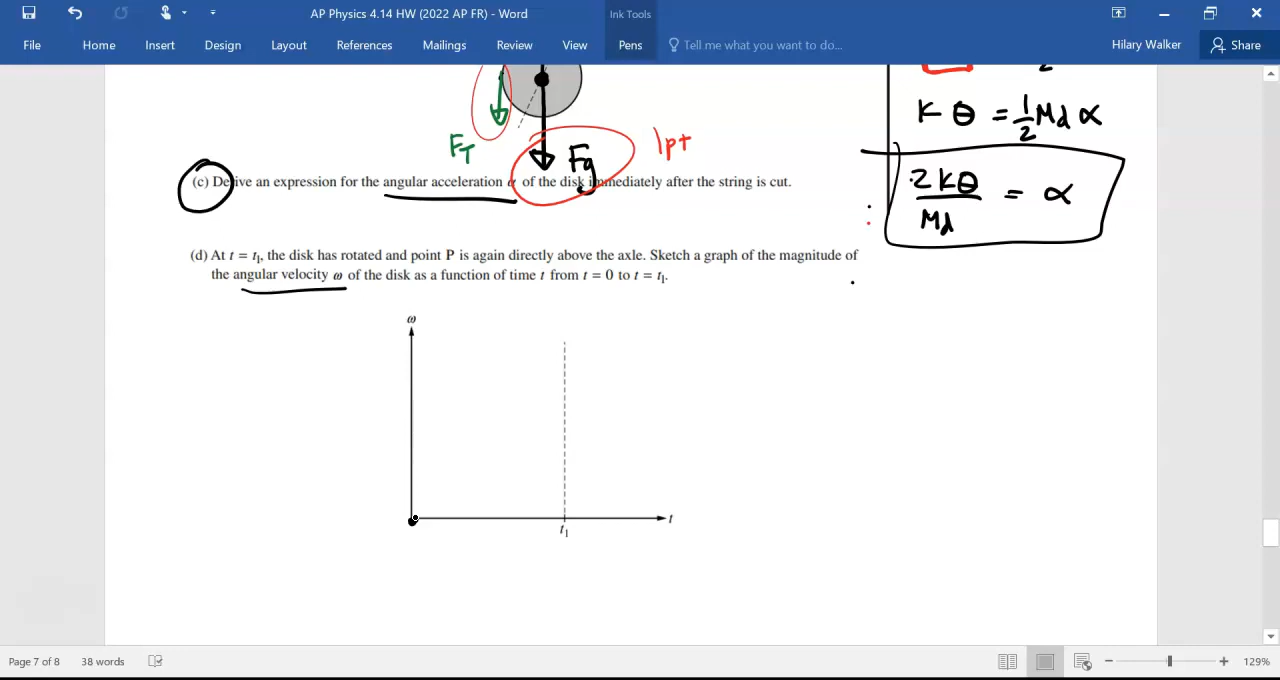 AP Physics 4.14 HW (2022 AP FR) - Word
Ink Tools
File Home Insert Design Layout References Mailings Review View Pens Tell me what you want to do... Hilary Walker Share
2
Kθ = 1/2 Md α
F_T
Fg
1pt
(c) Derive an expression for the angular acceleration α of the disk immediately after the string is cut.
2Kθ/Md = α
(d) At t = t₁, the disk has rotated and point P is again directly above the axle. Sketch a graph of the magnitude of
the angular velocity ω of the disk as a function of time t from t = 0 to t = t₁.
ω
t
t₁
Page 7 of 8 38 words 129%